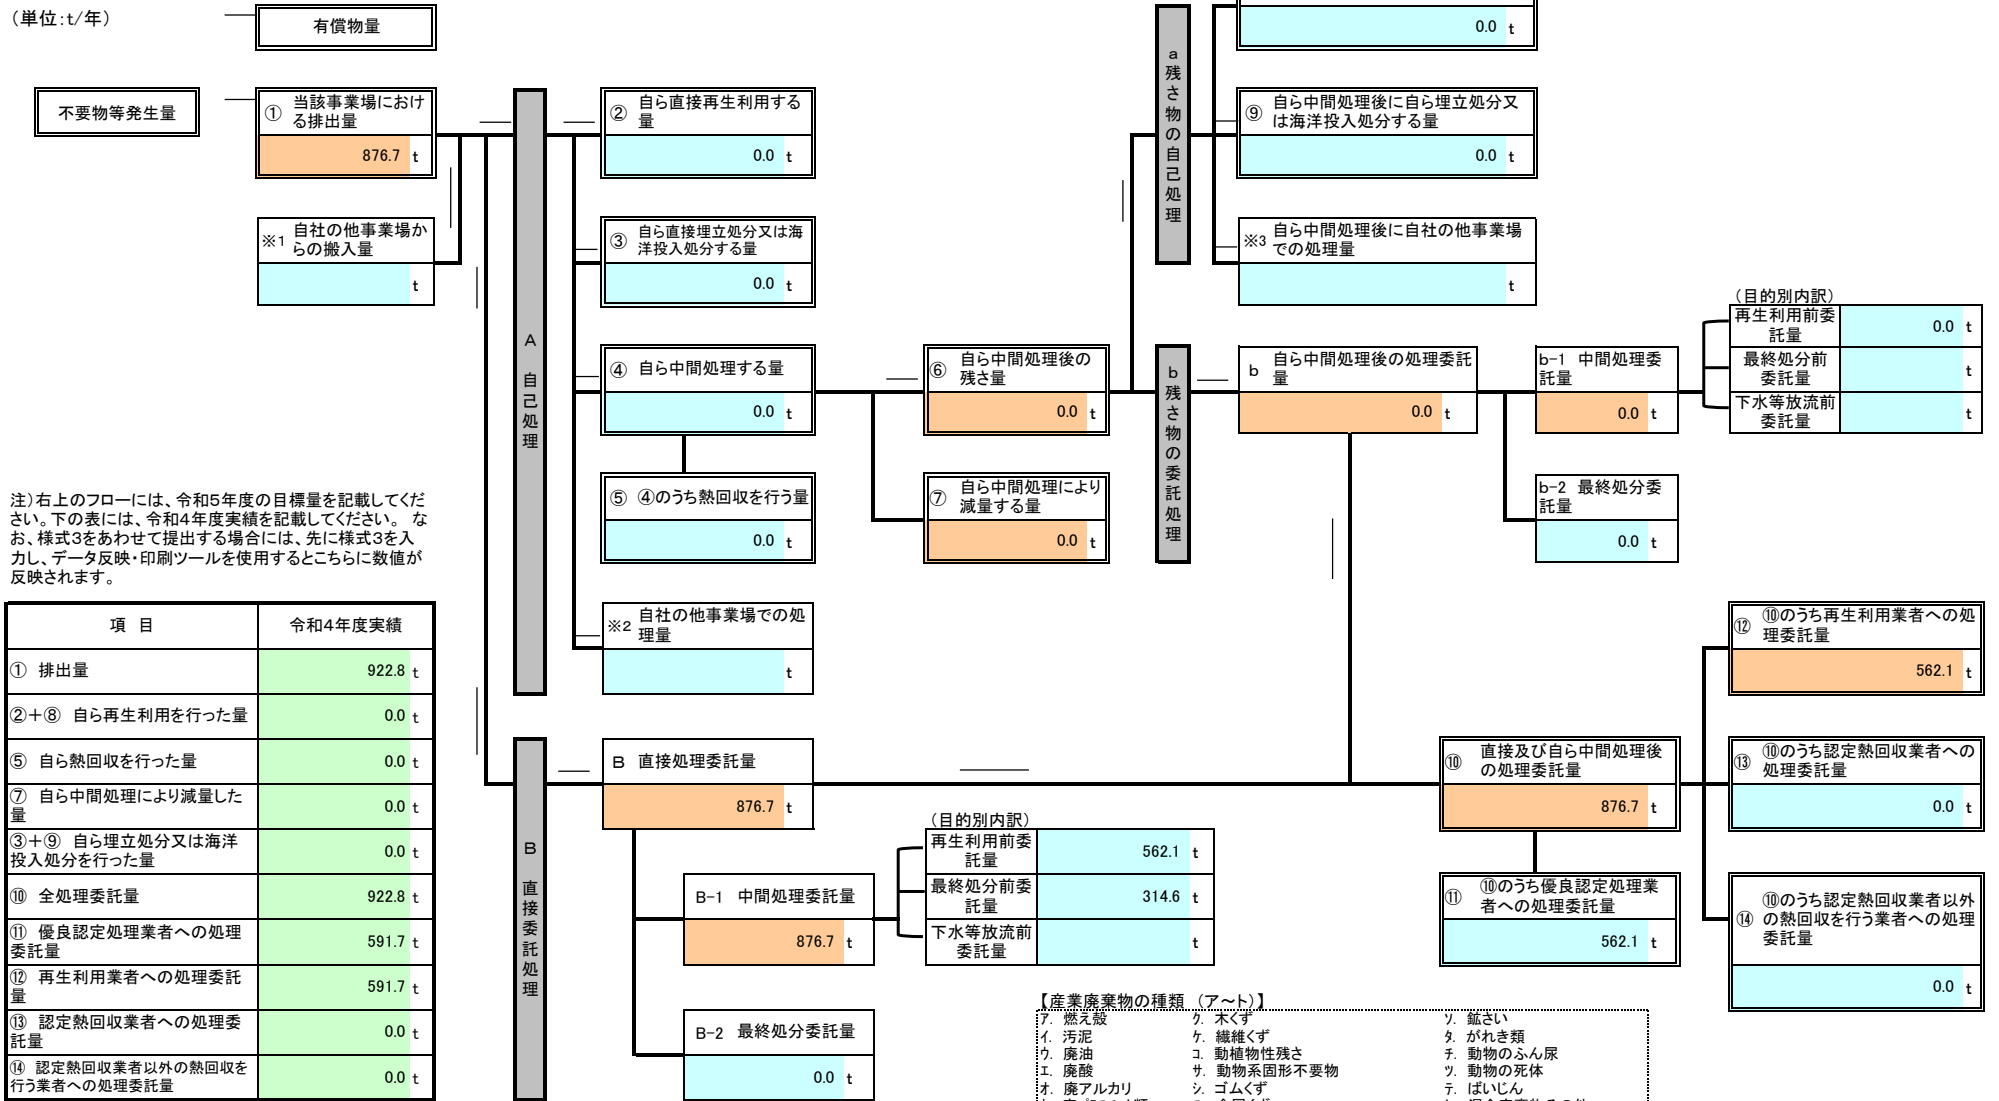 (単位:t/年)
有償物量
不要物等発生量
① 当該事業場におけ
る排出量
876.7 t
※1 自社の他事業場か
らの搬入量
t
A 自己処理
② 自ら直接再生利用する
量
0.0 t
③ 自ら直接埋立処分又は海
洋投入処分する量
0.0 t
④ 自ら中間処理する量
0.0 t
⑤ ④のうち熱回収を行う量
0.0 t
※2 自社の他事業場での処
理量
t
⑥ 自ら中間処理後の
残さ量
0.0 t
⑦ 自ら中間処理により
減量する量
0.0 t
a残さ物の自己処理
0.0 t
⑨ 自ら中間処理後に自ら埋立処分又
は海洋投入処分する量
0.0 t
※3 自ら中間処理後に自社の他事業場
での処理量
t
b残さ物の委託処理
b 自ら中間処理後の処理委託
量
0.0 t
b-1 中間処理委
託量
0.0 t
(目的別内訳)
再生利用前委
託量
0.0 t
最終処分前
委託量
t
下水等放流前
委託量
t
b-2 最終処分委
託量
0.0 t
注)右上のフローには、令和5年度の目標量を記載してくだ
さい。下の表には、令和4年度実績を記載してください。 な
お、様式3をあわせて提出する場合には、先に様式3を入
力し、データ反映・印刷ツールを使用するとこちらに数値が
反映されます。
項 目 令和4年度実績
① 排出量 922.8 t
②+⑧ 自ら再生利用を行った量 0.0 t
⑤ 自ら熱回収を行った量 0.0 t
⑦ 自ら中間処理により減量した
量 0.0 t
③+⑨ 自ら埋立処分又は海洋
投入処分を行った量 0.0 t
⑩ 全処理委託量 922.8 t
⑪ 優良認定処理業者への処理
委託量 591.7 t
⑫ 再生利用業者への処理委託
量 591.7 t
⑬ 認定熱回収業者への処理委
託量 0.0 t
⑭ 認定熱回収業者以外の熱回収を
行う業者への処理委託量 0.0 t
B 直接委託処理
B 直接処理委託量
876.7 t
B-1 中間処理委託量
876.7 t
(目的別内訳)
再生利用前委
託量
562.1 t
最終処分前委
託量
314.6 t
下水等放流前
委託量
t
B-2 最終処分委託量
0.0 t
⑩ 直接及び自ら中間処理後
の処理委託量
876.7 t
⑪ ⑩のうち優良認定処理業
者への処理委託量
562.1 t
⑫ ⑩のうち再生利用業者への処
理委託量
562.1 t
⑬ ⑩のうち認定熱回収業者への
処理委託量
0.0 t
⑭ ⑩のうち認定熱回収業者以外
の熱回収を行う業者への処理
委託量
0.0 t
【産業廃棄物の種類 (ア~ト)】
ア. 燃え殻 ク. 木くず ソ. 鉱さい
イ. 汚泥 ケ. 繊維くず タ. がれき類
ウ. 廃油 コ. 動植物性残さ チ. 動物のふん尿
エ. 廃酸 サ. 動物系固形不要物 ツ. 動物の死体
オ. 廃アルカリ シ. ゴムくず テ. ばいじん